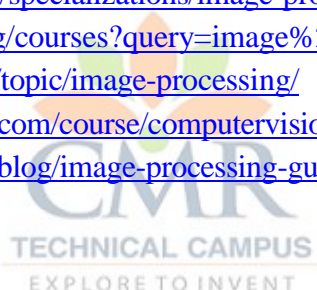 /specializations/image-pro
g/courses?query=image%
/topic/image-processing/
.com/course/computervisio
blog/image-processing-gu
CMR
TECHNICAL CAMPUS
EXPLORE TO INVENT